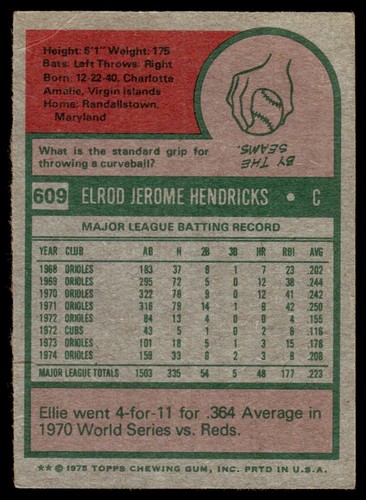 Height: 6'1" Weight: 175
Bats: Left Throws: Right
Born: 12-22-40, Charlotte
Amalie, Virgin Islands
Home: Randallstown,
Maryland
What is the standard grip for
throwing a curveball?
BY THE
SEAMS.
609 ELROD JEROME HENDRICKS • C
MAJOR LEAGUE BATTING RECORD
YEAR CLUB AB H 2B 3B HR RBI AVG
1968 ORIOLES 183 37 8 1 7 23 .202
1969 ORIOLES 295 72 5 0 12 38 .244
1970 ORIOLES 322 78 9 0 12 41 .242
1971 ORIOLES 316 79 14 1 9 42 .250
1972 ORIOLES 84 13 4 0 0 4 .155
1972 CUBS 43 5 1 0 2 6 .116
1973 ORIOLES 101 18 5 1 3 15 .178
1974 ORIOLES 159 33 8 2 3 8 .208
MAJOR LEAGUE TOTALS 1503 335 54 5 48 177 .223
Ellie went 4-for-11 for .364 Average in
1970 World Series vs. Reds.
** © 1975 TOPPS CHEWING GUM, INC. PRTD IN U.S.A.